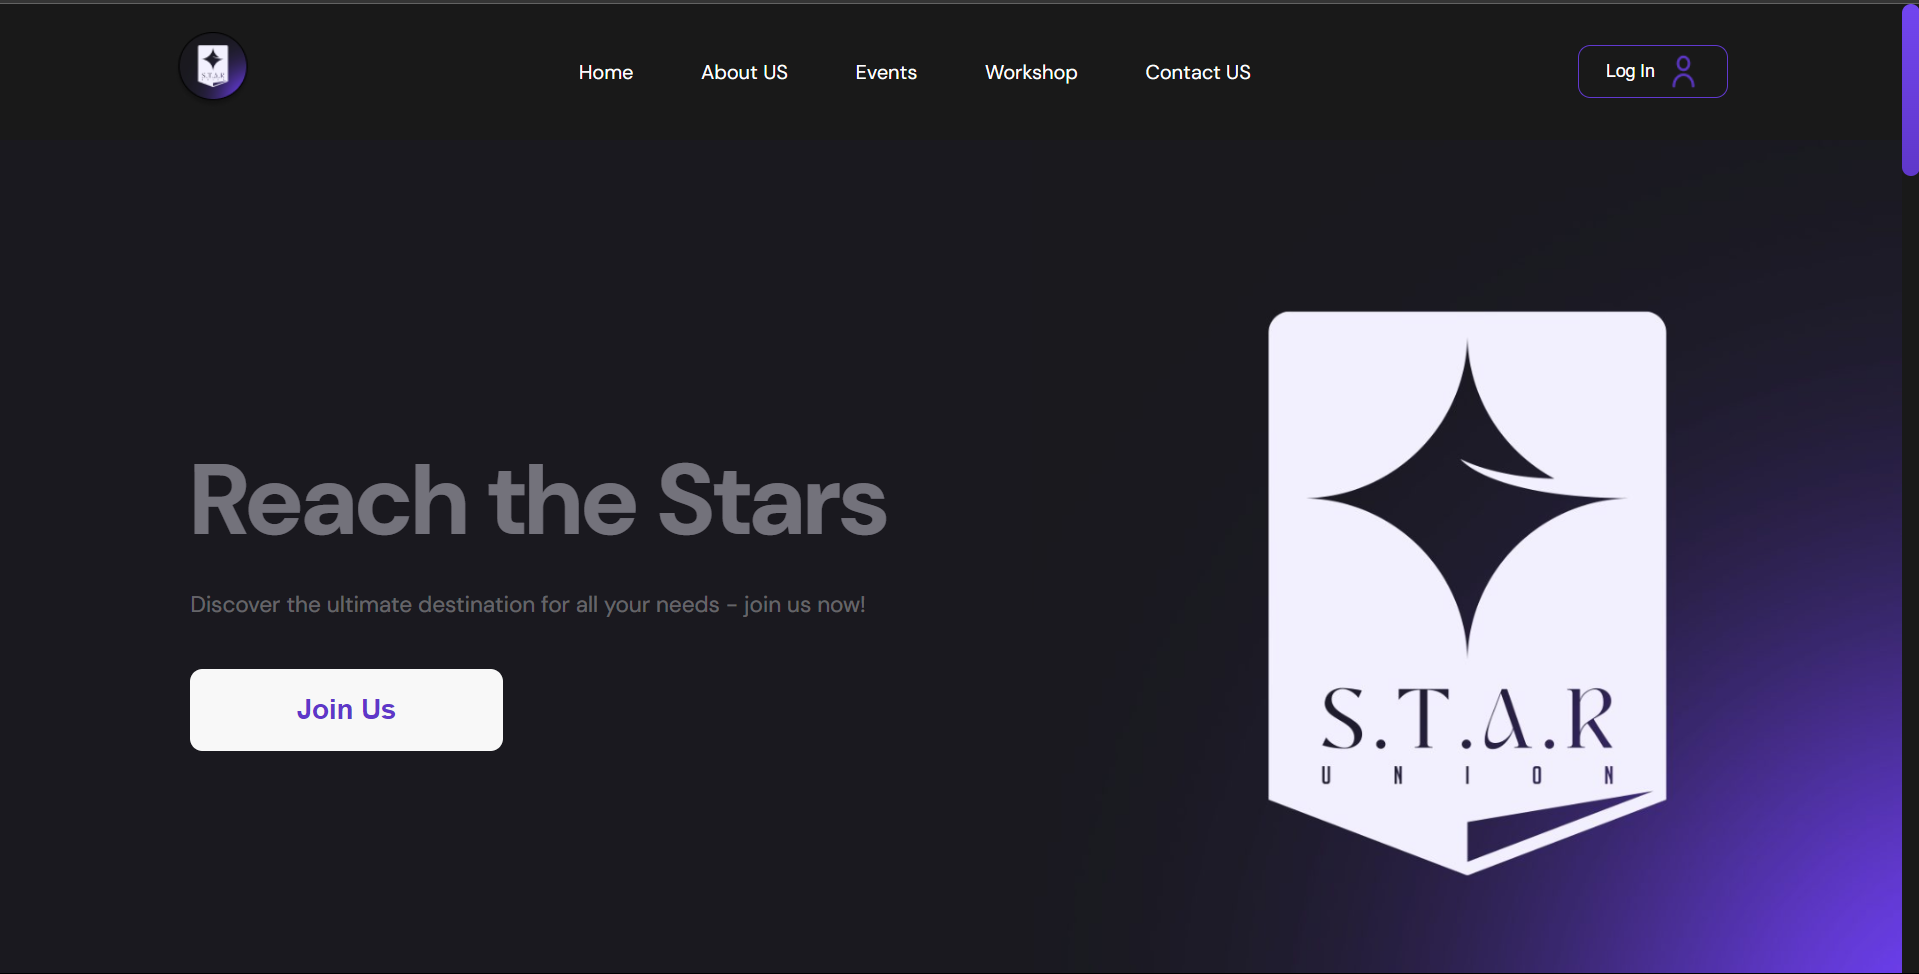 S.T.A.R
Home
About US
Events
Workshop
Contact US
Log In
Reach the Stars
Discover the ultimate destination for all your needs - join us now!
Join Us
S.T.A.R
UNION